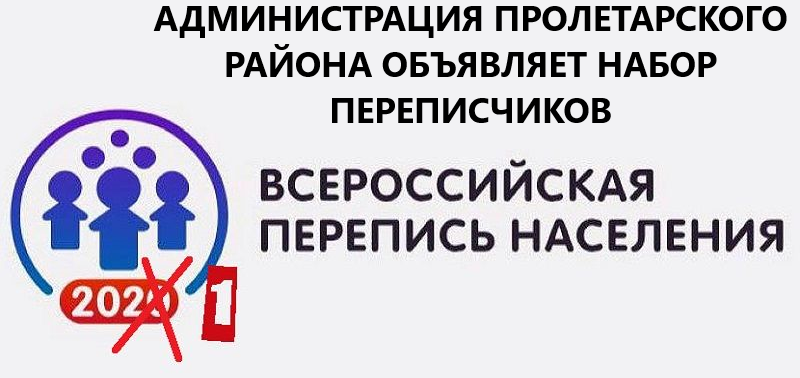 АДМИНИСТРАЦИЯ ПРОЛЕТАРСКОГО
РАЙОНА ОБЪЯВЛЯЕТ НАБОР
ПЕРЕПИСЧИКОВ
ВСЕРОССИЙСКАЯ
ПЕРЕПИСЬ НАСЕЛЕНИЯ
2020 1